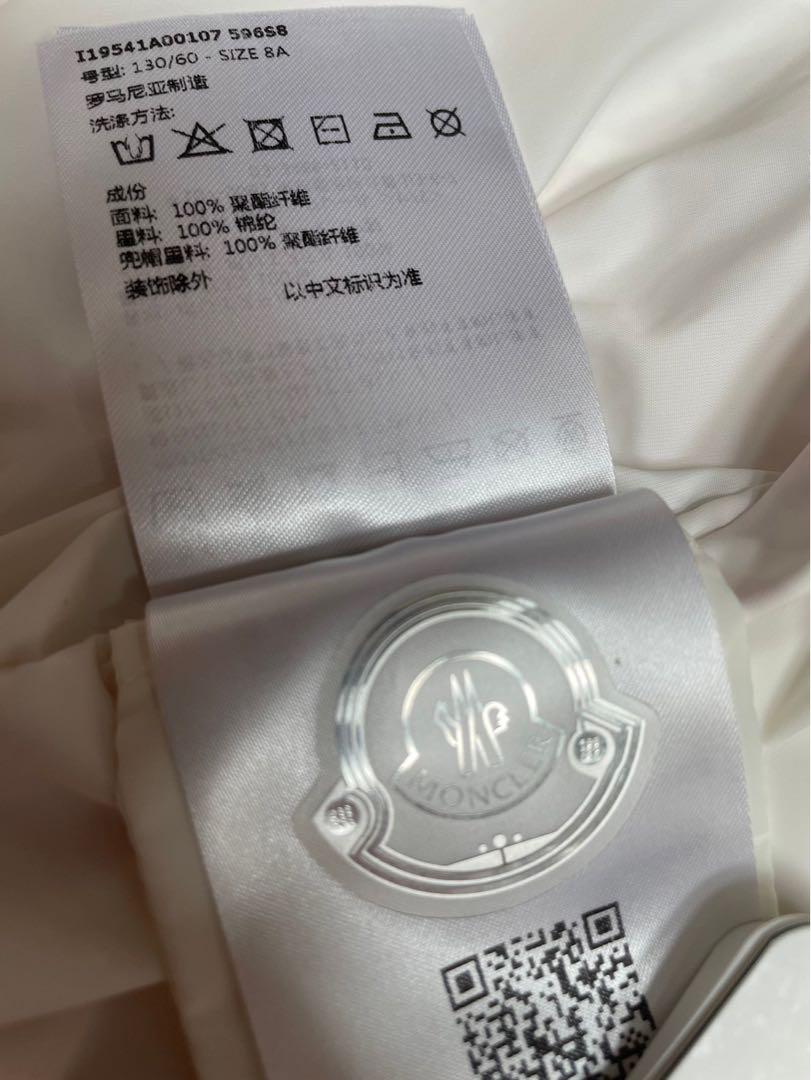 I19541A00107 596S8
号型: 130/60 - SIZE 8A
罗马尼亚制造
洗涤方法:
成份
面料: 100% 聚酯纤维
里料: 100% 锦纶
兜帽里料: 100% 聚酯纤维
装饰除外 以中文标识为准
MONCLER